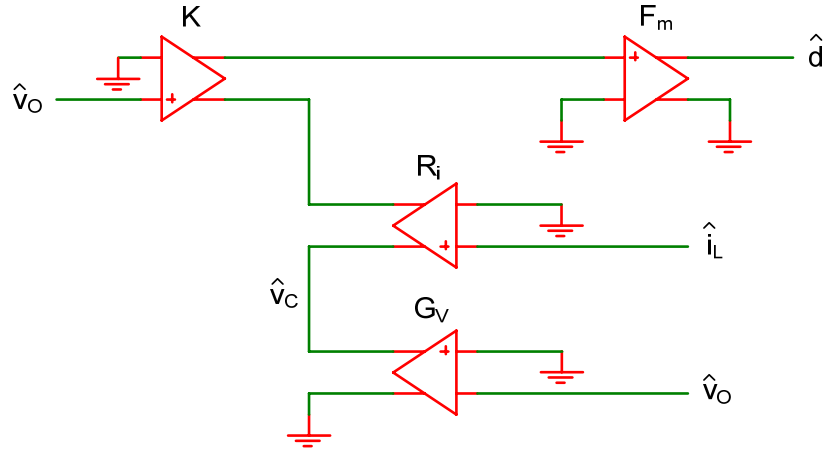 K
F_m
d̂
v̂_O
R_i
î_L
v̂_C
G_V
v̂_O